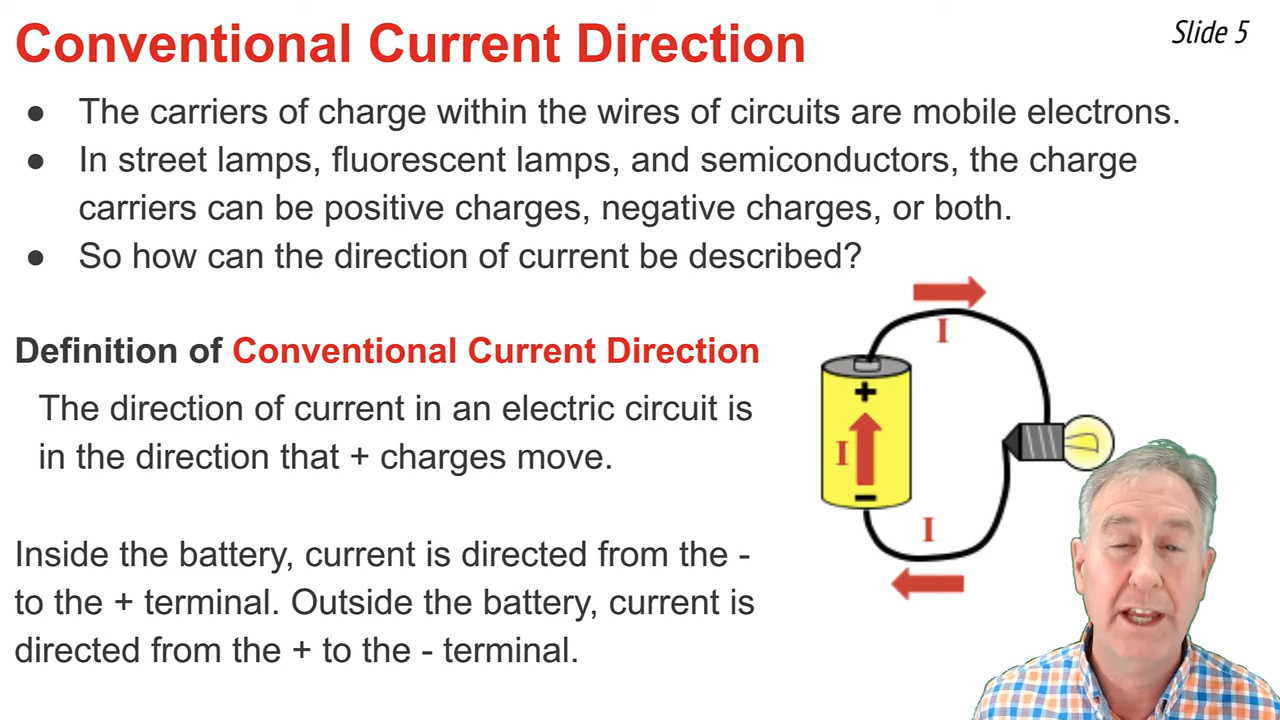 Conventional Current Direction
Slide 5
● The carriers of charge within the wires of circuits are mobile electrons.
● In street lamps, fluorescent lamps, and semiconductors, the charge
carriers can be positive charges, negative charges, or both.
● So how can the direction of current be described?
Definition of Conventional Current Direction
The direction of current in an electric circuit is
in the direction that + charges move.
Inside the battery, current is directed from the -
to the + terminal. Outside the battery, current is
directed from the + to the - terminal.
I
+
I
-
I